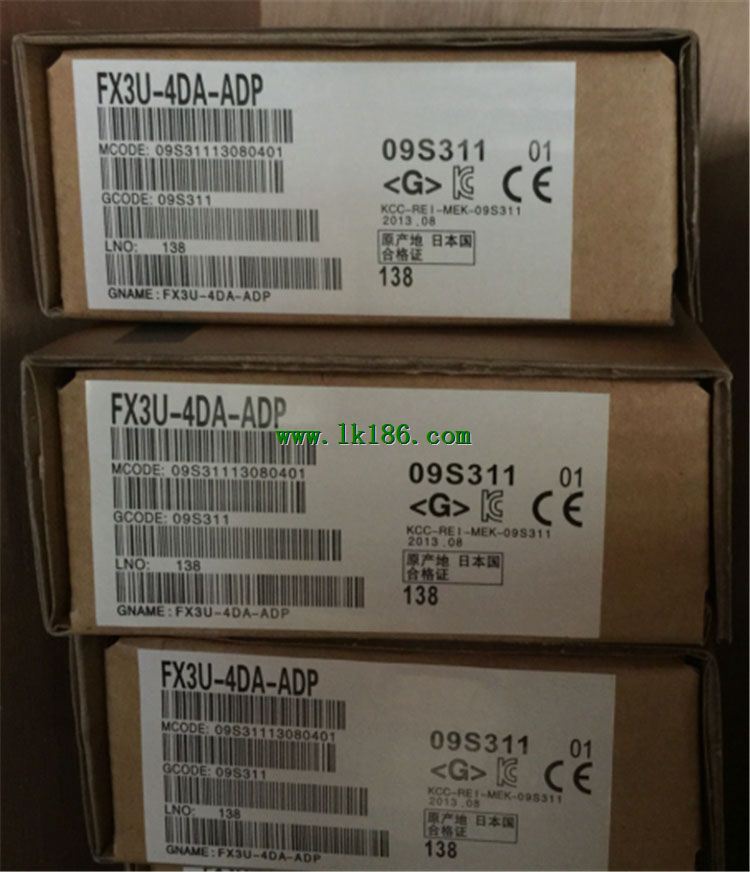 FX3U-4DA-ADP
MCODE: 09S31113080401
GCODE: 09S311
LNO: 138
GNAME: FX3U-4DA-ADP
09S311 01
<G> CE
KCC-REI-MEK-09S311
2013.08
原产地 日本国
合格证
138
FX3U-4DA-ADP
www.lk186.com
MCODE: 09S31113080401
GCODE: 09S311
LNO: 138
GNAME: FX3U-4DA-ADP
09S311 01
<G> CE
KCC-REI-MEK-09S311
2013.08
原产地 日本国
合格证
138
FX3U-4DA-ADP
MCODE: 09S31113080401
GCODE: 09S311
LNO: 138
GNAME: FX3U-4DA-ADP
09S311 01
<G> CE
KCC-REI-MEK-09S311
2013.08
原产地 日本国
合格证
138